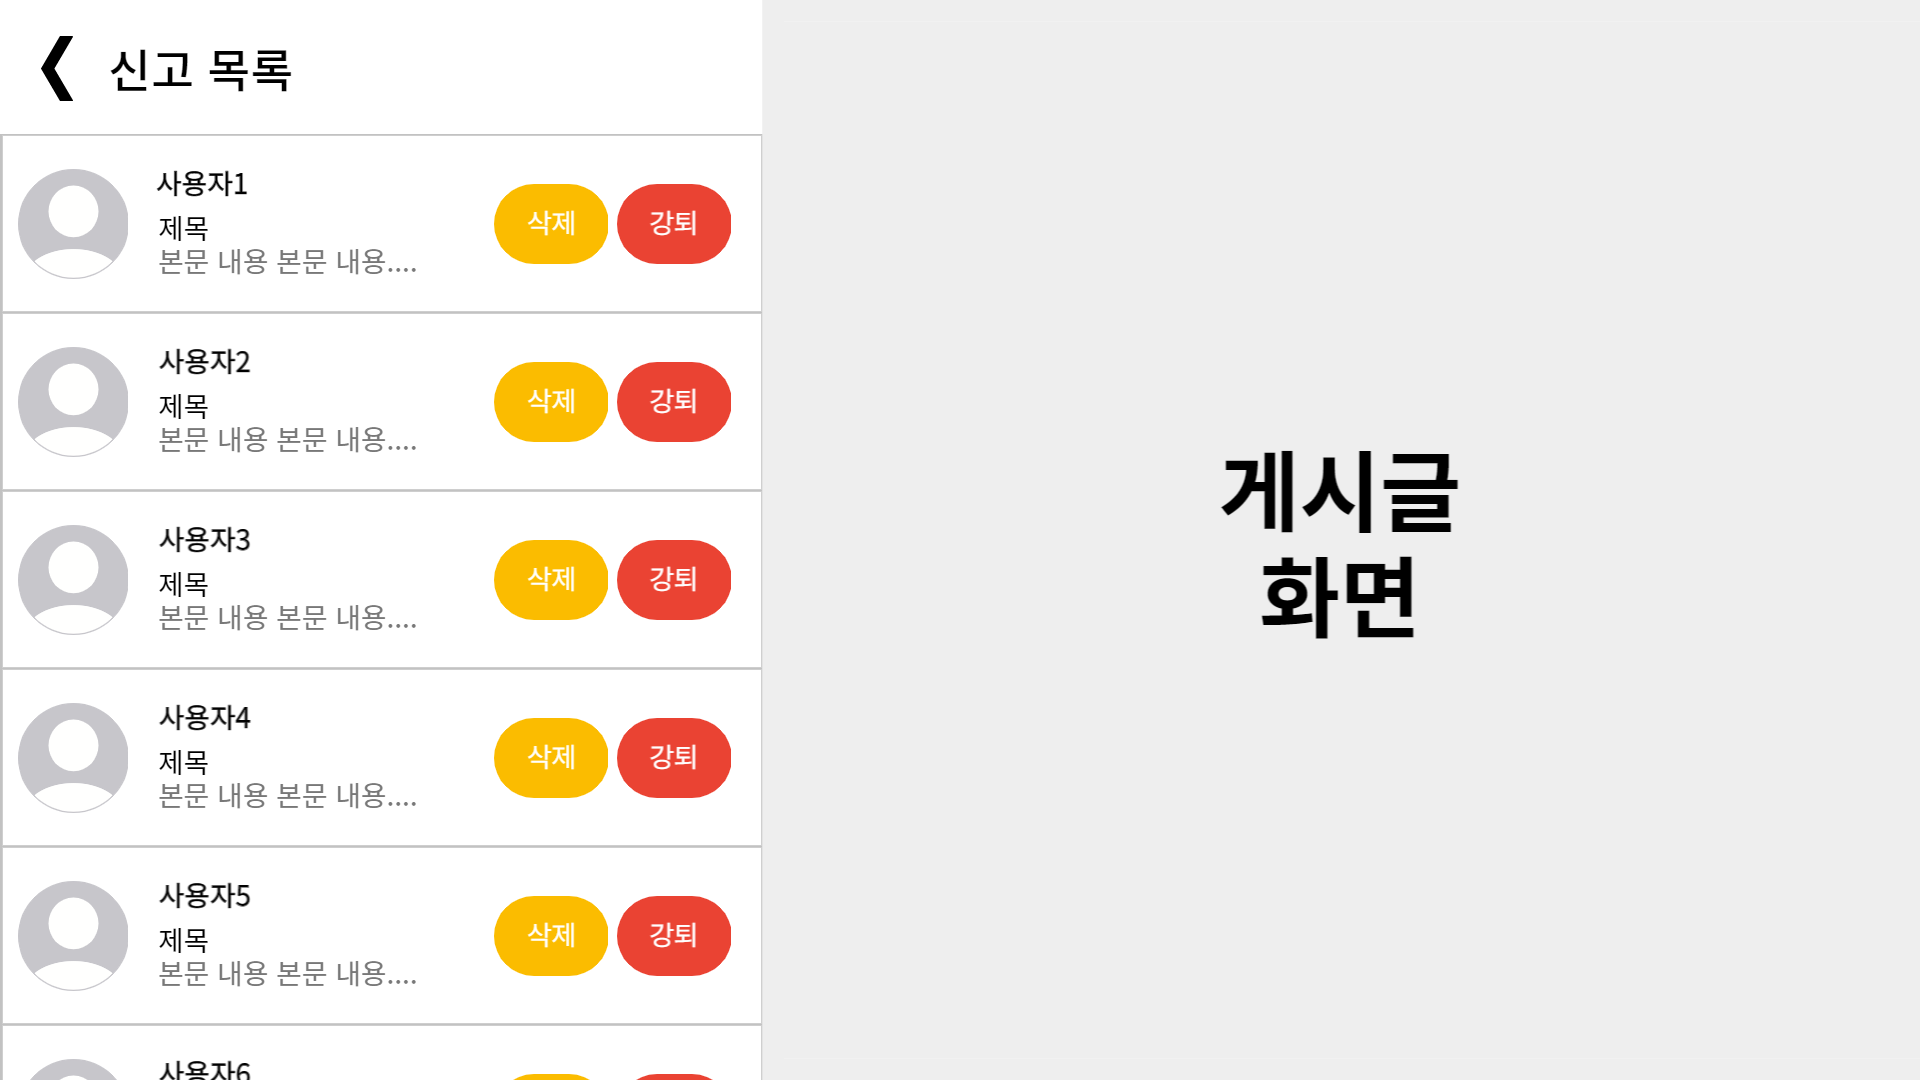 신고 목록
사용자1
제목
본문 내용 본문 내용....
삭제 강퇴
사용자2
제목
본문 내용 본문 내용....
삭제 강퇴
사용자3
제목
본문 내용 본문 내용....
삭제 강퇴
사용자4
제목
본문 내용 본문 내용....
삭제 강퇴
사용자5
제목
본문 내용 본문 내용....
삭제 강퇴
사용자6
게시글
화면